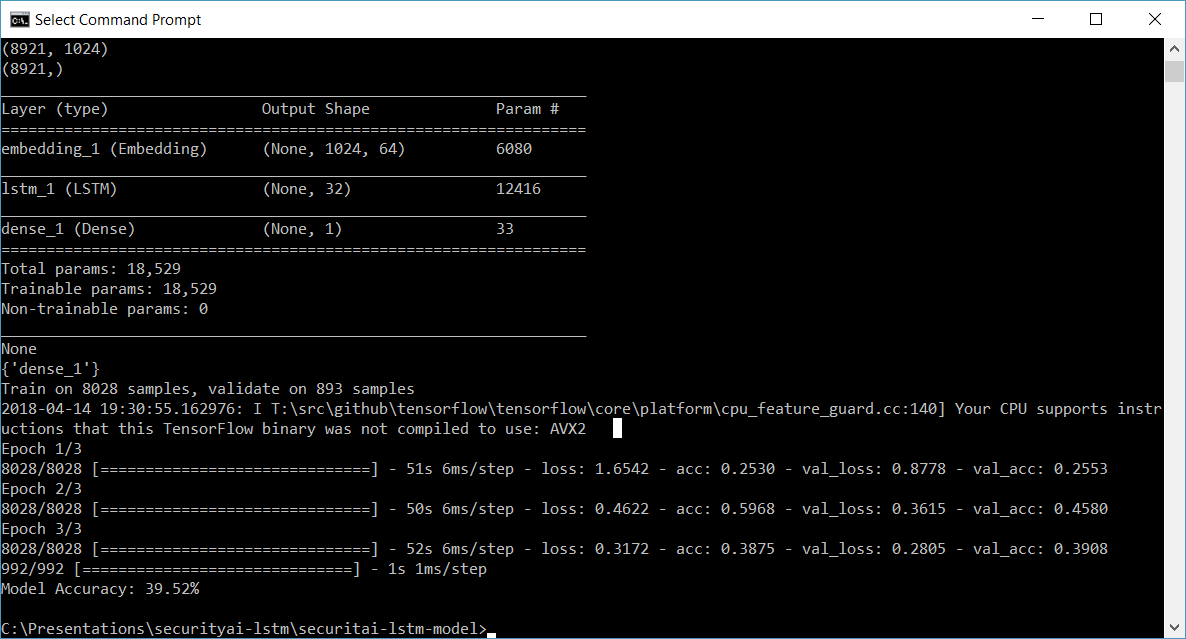 Select Command Prompt
(8921, 1024)
(8921,)
_________________________________________________________________
Layer (type)                 Output Shape              Param #
=================================================================
embedding_1 (Embedding)      (None, 1024, 64)          6080
_________________________________________________________________
lstm_1 (LSTM)                (None, 32)                12416
_________________________________________________________________
dense_1 (Dense)              (None, 1)                 33
=================================================================
Total params: 18,529
Trainable params: 18,529
Non-trainable params: 0
_________________________________________________________________
None
{'dense_1'}
Train on 8028 samples, validate on 893 samples
2018-04-14 19:30:55.162976: I T:\src\github\tensorflow\tensorflow\core\platform\cpu_feature_guard.cc:140] Your CPU supports instr
uctions that this TensorFlow binary was not compiled to use: AVX2
Epoch 1/3
8028/8028 [==============================] - 51s 6ms/step - loss: 1.6542 - acc: 0.2530 - val_loss: 0.8778 - val_acc: 0.2553
Epoch 2/3
8028/8028 [==============================] - 50s 6ms/step - loss: 0.4622 - acc: 0.5968 - val_loss: 0.3615 - val_acc: 0.4580
Epoch 3/3
8028/8028 [==============================] - 52s 6ms/step - loss: 0.3172 - acc: 0.3875 - val_loss: 0.2805 - val_acc: 0.3908
992/992 [==============================] - 1s 1ms/step
Model Accuracy: 39.52%
C:\Presentations\securityai-lstm\securitai-lstm-model>